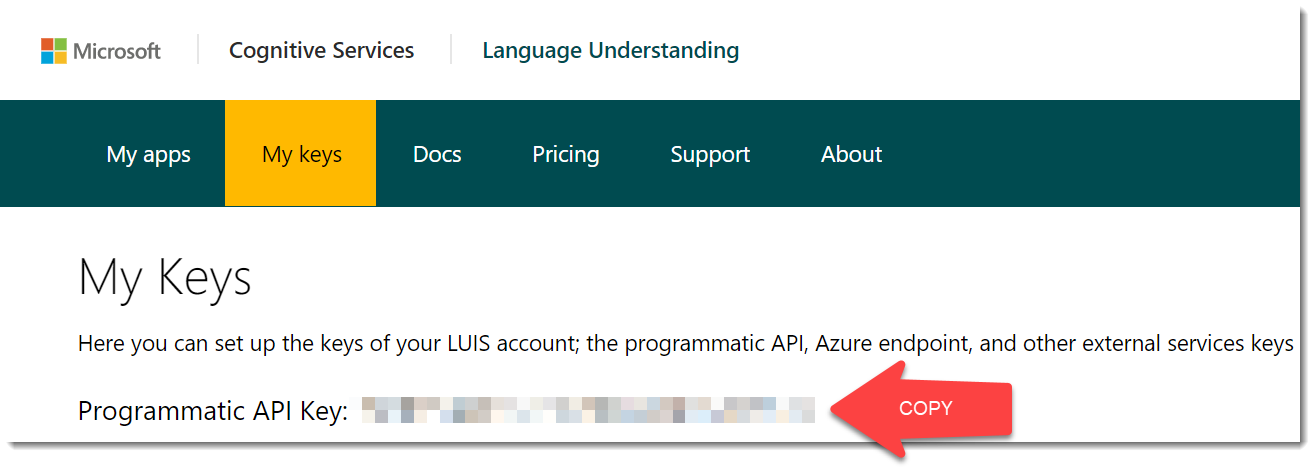 Microsoft Cognitive Services Language Understanding
My apps My keys Docs Pricing Support About
My Keys
Here you can set up the keys of your LUIS account; the programmatic API, Azure endpoint, and other external services keys
Programmatic API Key: COPY